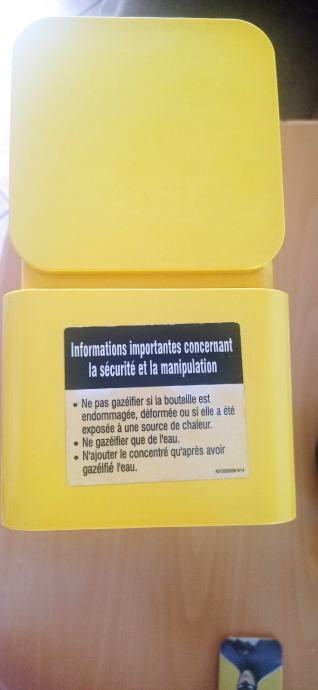 Informations importantes concernant
la sécurité et la manipulation
• Ne pas gazéifier si la bouteille est
endommagée, déformée ou si elle a été
exposée à une source de chaleur.
• Ne gazéifier que de l'eau.
• N'ajouter le concentré qu'après avoir
gazéifié l'eau.